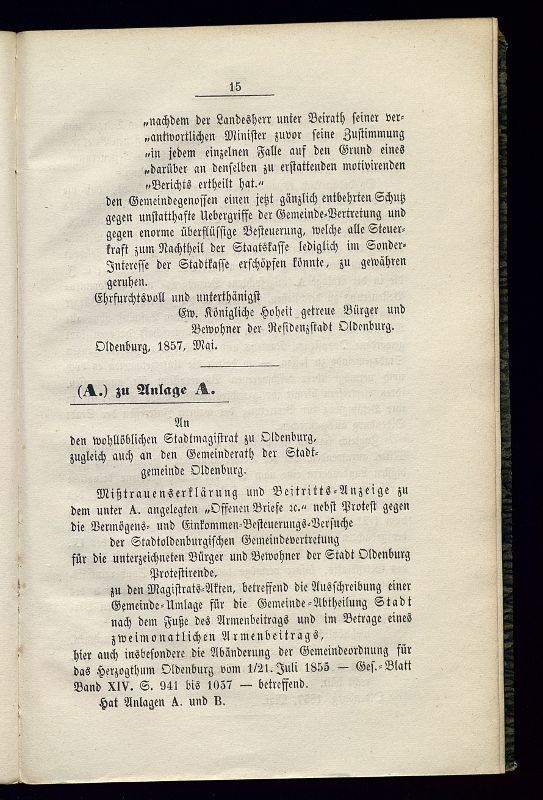 15
„nachdem der Landesherr unter Beirath seiner ver-
„antwortlichen Minister zuvor seine Zustimmung
„in jedem einzelnen Falle auf den Grund eines
„darüber an denselben zu erstattenden motivirenden
„Berichts ertheilt hat.“
den Gemeindegenossen einen jetzt gänzlich entbehrten Schutz
gegen unstatthafte Uebergriffe der Gemeinde-Vertretung und
gegen enorme überflüssige Besteuerung, welche alle Steuer-
kraft zum Nachtheil der Staatskasse lediglich im Sonder-
Interesse der Stadtkasse erschöpfen könnte, zu gewähren
geruhen.
Ehrfurchtsvoll und unterthänigst
Ew. Königliche Hoheit getreue Bürger und
Bewohner der Residenzstadt Oldenburg.
Oldenburg, 1857, Mai.
(A.) zu Anlage A.
An
den wohllöblichen Stadtmagistrat zu Oldenburg,
zugleich auch an den Gemeinderath der Stadt-
gemeinde Oldenburg.
Mißtrauenserklärung und Beitritts-Anzeige zu
dem unter A. angelegten „Offenen Briefe ꝛc.“ nebst Protest gegen
die Vermögens- und Einkommen-Besteuerungs-Versuche
der Stadtoldenburgischen Gemeindevertretung
für die unterzeichneten Bürger und Bewohner der Stadt Oldenburg
Protestirende,
zu den Magistrats-Akten, betreffend die Ausschreibung einer
Gemeinde-Umlage für die Gemeinde-Abtheilung Stadt
nach dem Fuße des Armenbeitrags und im Betrage eines
zweimonatlichen Armenbeitrags,
hier auch insbesondere die Abänderung der Gemeindeordnung für
das Herzogthum Oldenburg vom 1/21. Juli 1855 — Ges.-Blatt
Band XIV. S. 941 bis 1057 — betreffend.
Hat Anlagen A. und B.